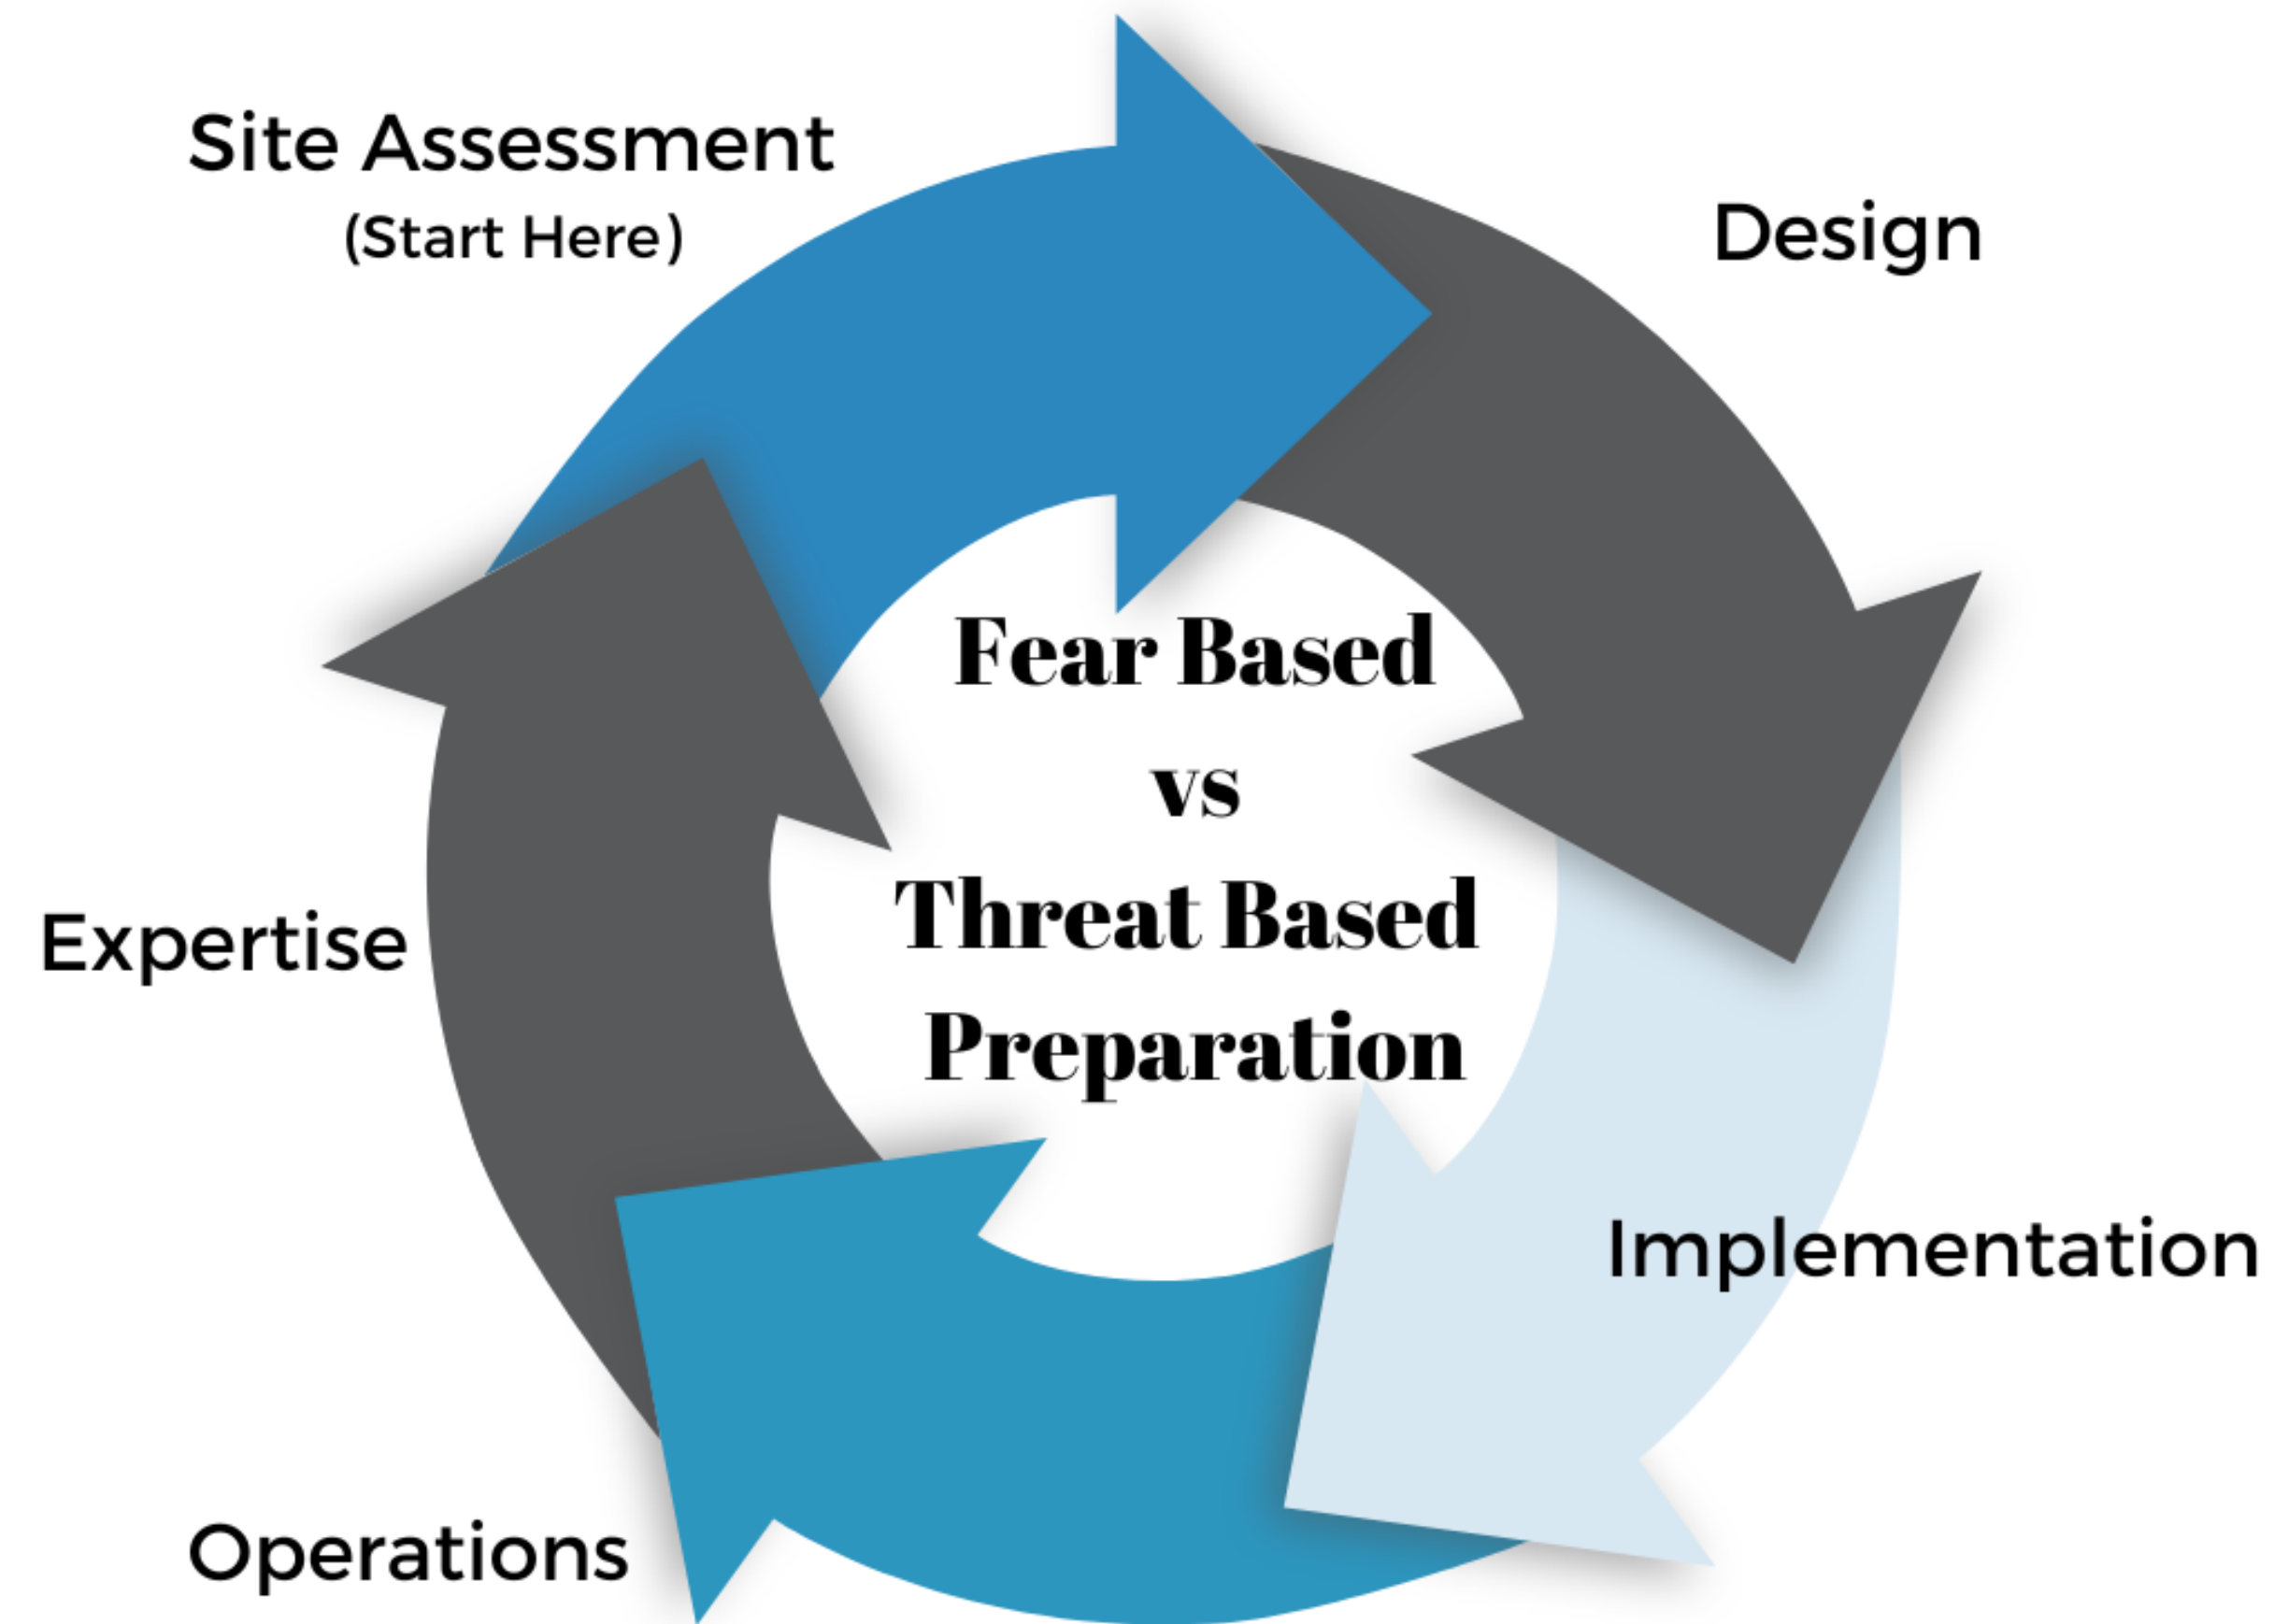 Site Assessment
(Start Here)
Design
Fear Based
vs
Threat Based
Preparation
Expertise
Implementation
Operations